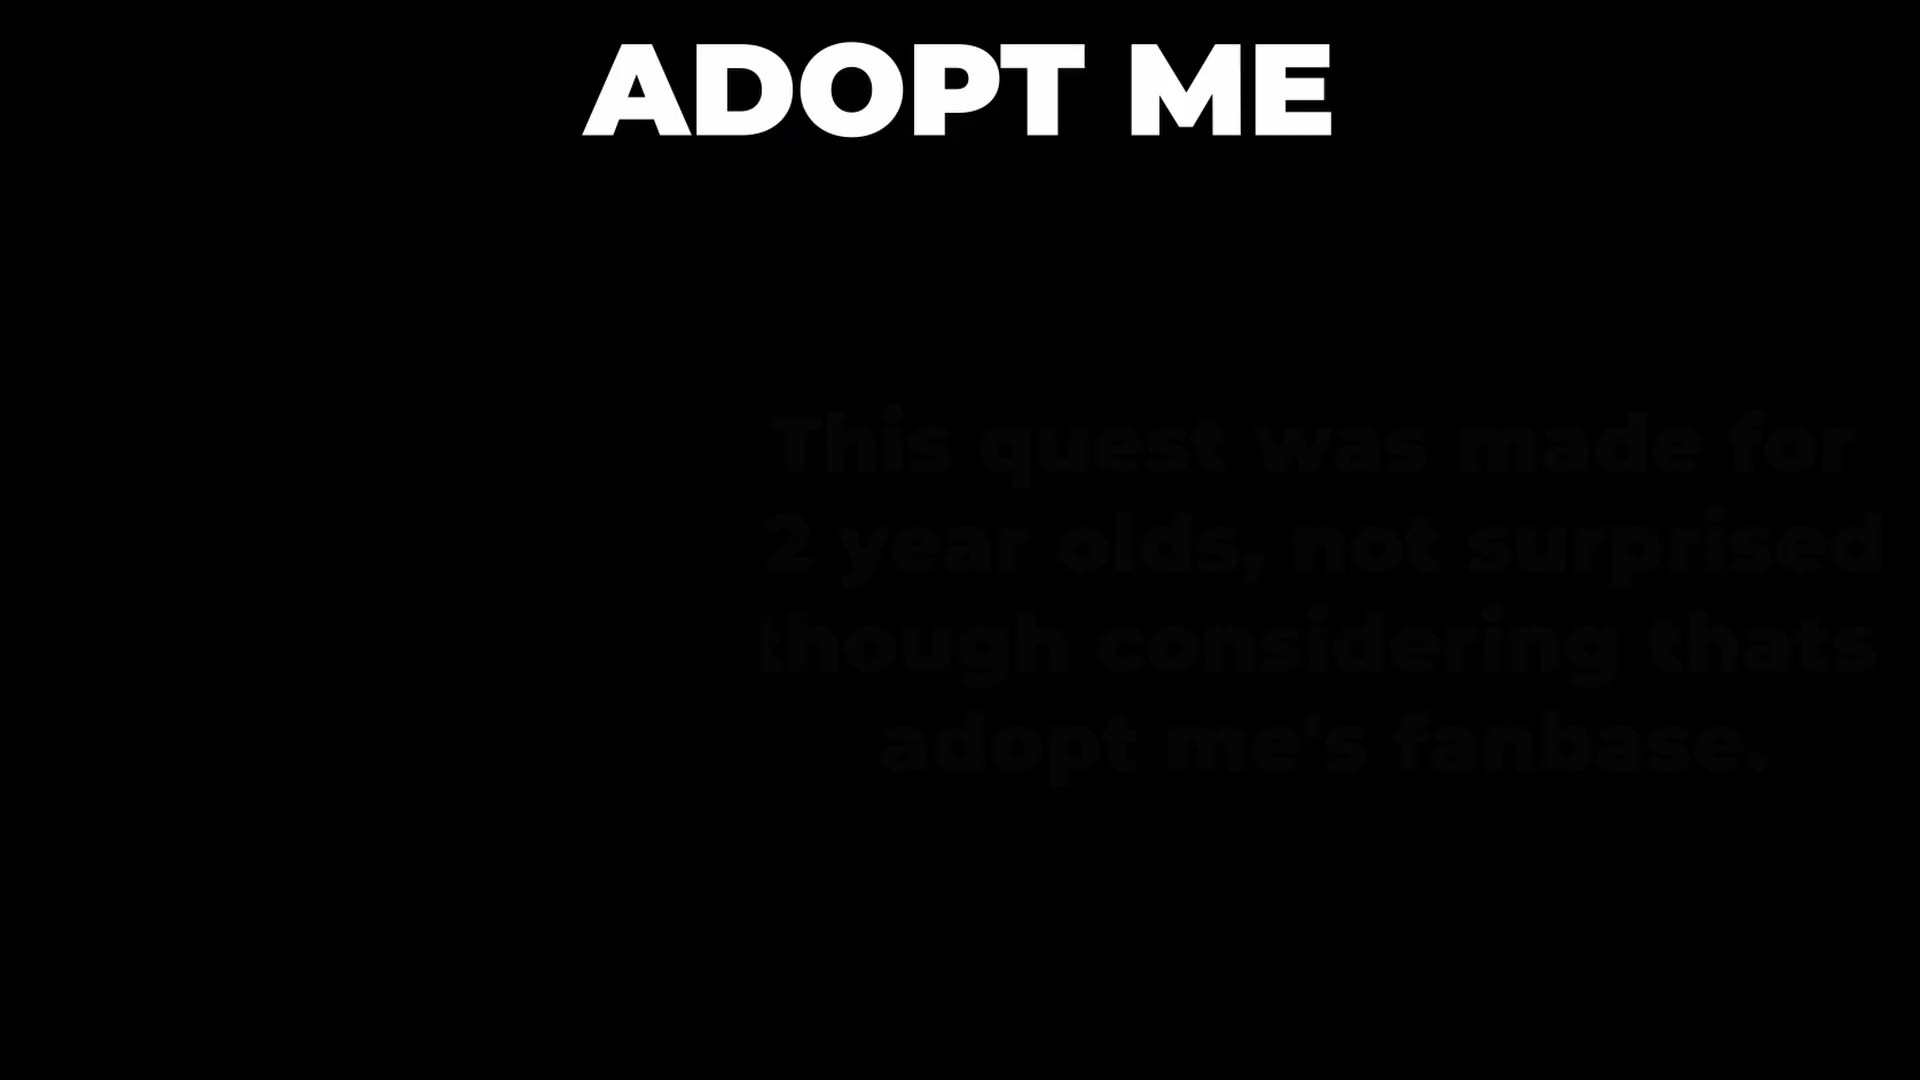 ADOPT ME
This quest was made for
2 year olds, not surprised
though considering thats
adopt me's fanbase.